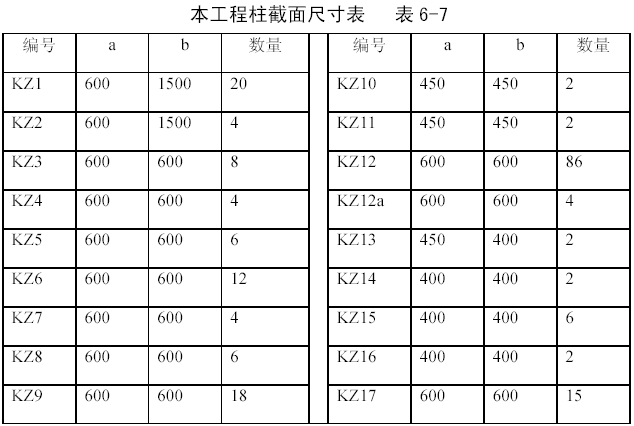 本工程柱截面尺寸表 表 6-7
编号 a b 数量 编号 a b 数量
KZ1 600 1500 20 KZ10 450 450 2
KZ2 600 1500 4 KZ11 450 450 2
KZ3 600 600 8 KZ12 600 600 86
KZ4 600 600 4 KZ12a 600 600 4
KZ5 600 600 6 KZ13 450 400 2
KZ6 600 600 12 KZ14 400 400 2
KZ7 600 600 4 KZ15 400 400 6
KZ8 600 600 6 KZ16 400 400 2
KZ9 600 600 18 KZ17 600 600 15